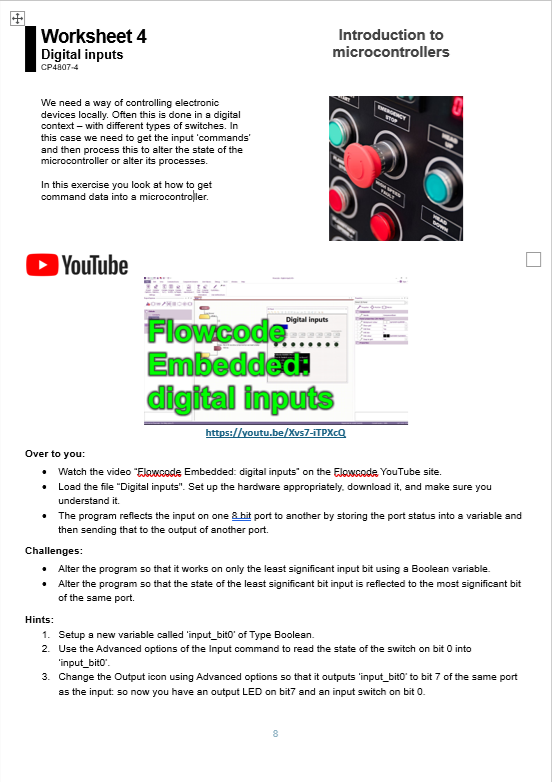 Worksheet 4
Digital inputs
CP4807-4
Introduction to
microcontrollers
We need a way of controlling electronic
devices locally. Often this is done in a digital
context – with different types of switches. In
this case we need to get the input ‘commands’
and then process this to alter the state of the
microcontroller or alter its processes.
In this exercise you look at how to get
command data into a microcontroller.
START
EMERGENCY
STOP
HEAD
UP
HIGH SPEED
FAULT
HEAD
DOWN
YouTube
Digital inputs
Flowcode
Embedded:
digital inputs
https://youtu.be/Xvs7-iTPXcQ
Over to you:
• Watch the video “Flowcode Embedded: digital inputs” on the Flowcode YouTube site.
• Load the file “Digital inputs”. Set up the hardware appropriately, download it, and make sure you
understand it.
• The program reflects the input on one 8.bit port to another by storing the port status into a variable and
then sending that to the output of another port.
Challenges:
• Alter the program so that it works on only the least significant input bit using a Boolean variable.
• Alter the program so that the state of the least significant bit input is reflected to the most significant bit
of the same port.
Hints:
1. Setup a new variable called ‘input_bit0’ of Type Boolean.
2. Use the Advanced options of the Input command to read the state of the switch on bit 0 into
‘input_bit0’.
3. Change the Output icon using Advanced options so that it outputs ‘input_bit0’ to bit 7 of the same port
as the input: so now you have an output LED on bit7 and an input switch on bit 0.
8